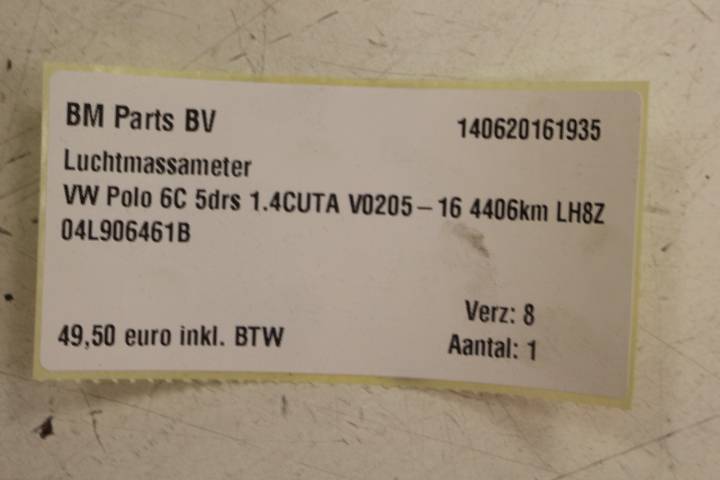 BM Parts BV 140620161935
Luchtmassameter
VW Polo 6C 5drs 1.4CUTA V0205-16 4406km LH8Z
04L906461B
Verz: 8
49,50 euro inkl. BTW Aantal: 1